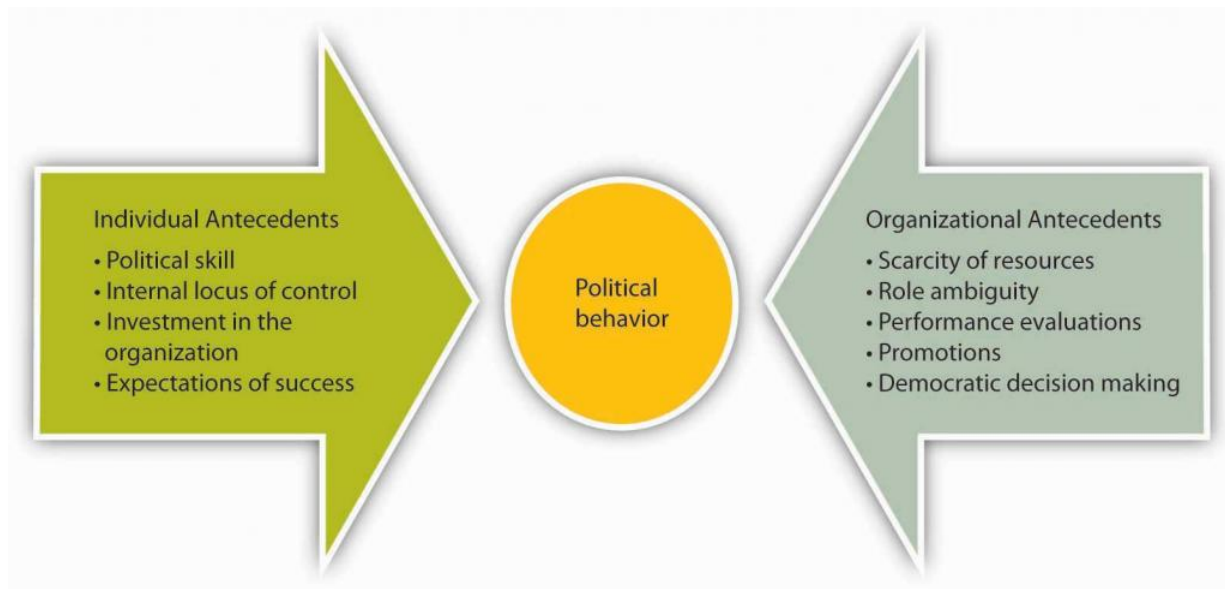 Individual Antecedents
• Political skill
• Internal locus of control
• Investment in the
organization
• Expectations of success
Political
behavior
Organizational Antecedents
• Scarcity of resources
• Role ambiguity
• Performance evaluations
• Promotions
• Democratic decision making